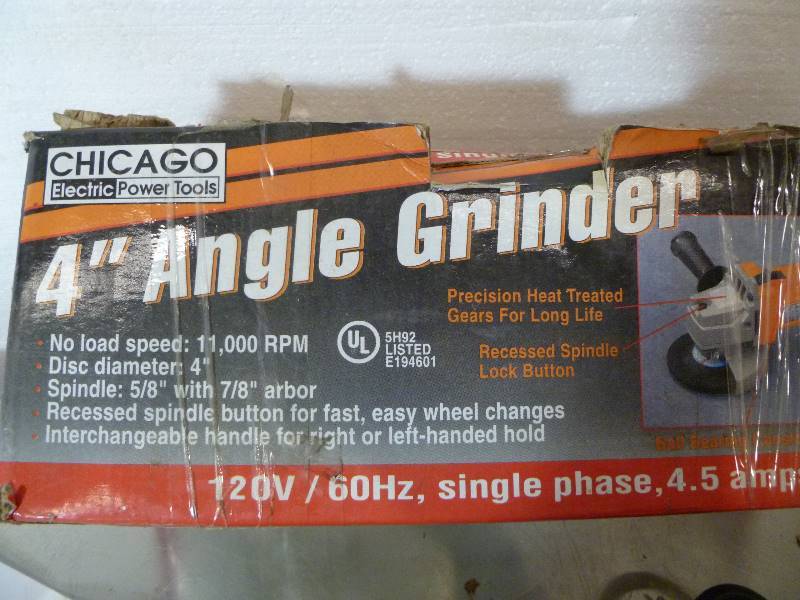 CHICAGO
Electric Power Tools
4" Angle Grinder
Precision Heat Treated
Gears For Long Life
Recessed Spindle
Lock Button
UL
5H92
LISTED
E194601
· No load speed: 11,000 RPM
· Disc diameter: 4"
· Spindle: 5/8" with 7/8" arbor
· Recessed spindle button for fast, easy wheel changes
· Interchangeable handle for right or left-handed hold
Ball Bearing
120V / 60Hz, single phase, 4.5 amp